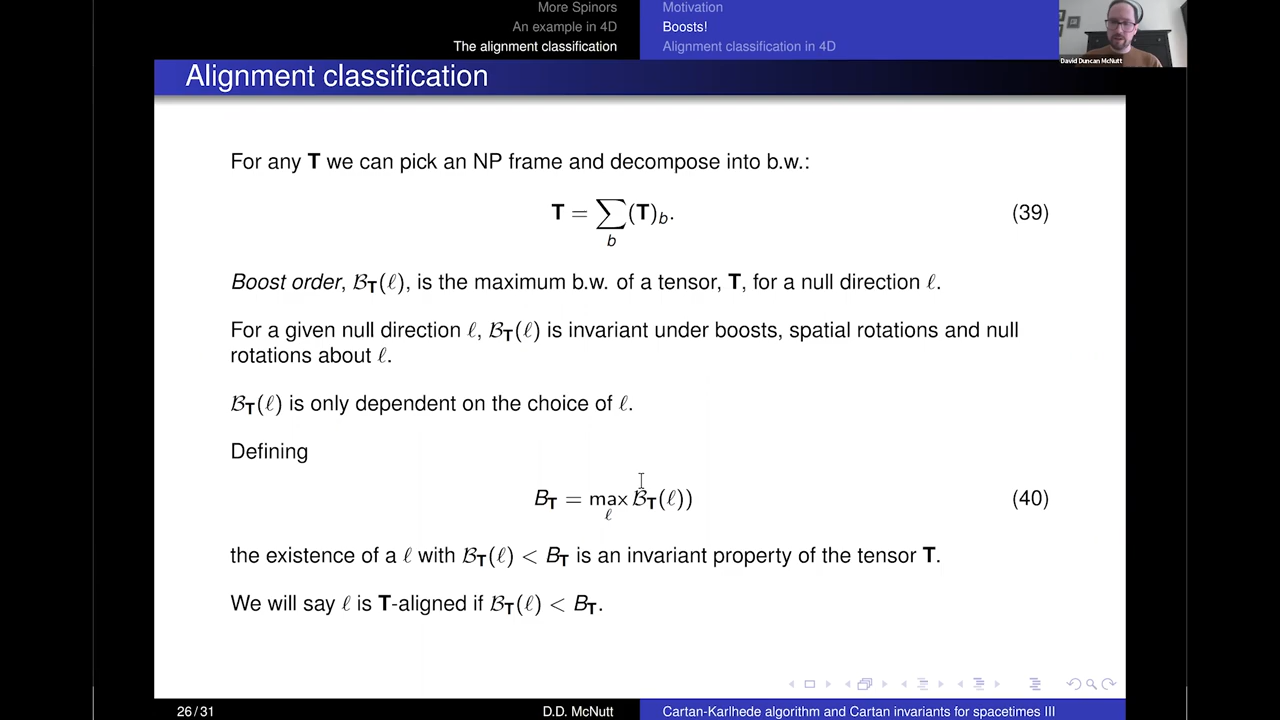 More Spinors
An example in 4D
The alignment classification
Motivation
Boosts!
Alignment classification in 4D
David Duncan McNutt
Alignment classification
For any T we can pick an NP frame and decompose into b.w.:
T = ∑_b (T)_b. (39)
Boost order, ℬ_T(ℓ), is the maximum b.w. of a tensor, T, for a null direction ℓ.
For a given null direction ℓ, ℬ_T(ℓ) is invariant under boosts, spatial rotations and null
rotations about ℓ.
ℬ_T(ℓ) is only dependent on the choice of ℓ.
Defining
B_T = max_ℓ ℬ_T(ℓ)) (40)
the existence of a ℓ with ℬ_T(ℓ) < B_T is an invariant property of the tensor T.
We will say ℓ is T-aligned if ℬ_T(ℓ) < B_T.
26/31
D.D. McNutt
Cartan-Karlhede algorithm and Cartan invariants for spacetimes III